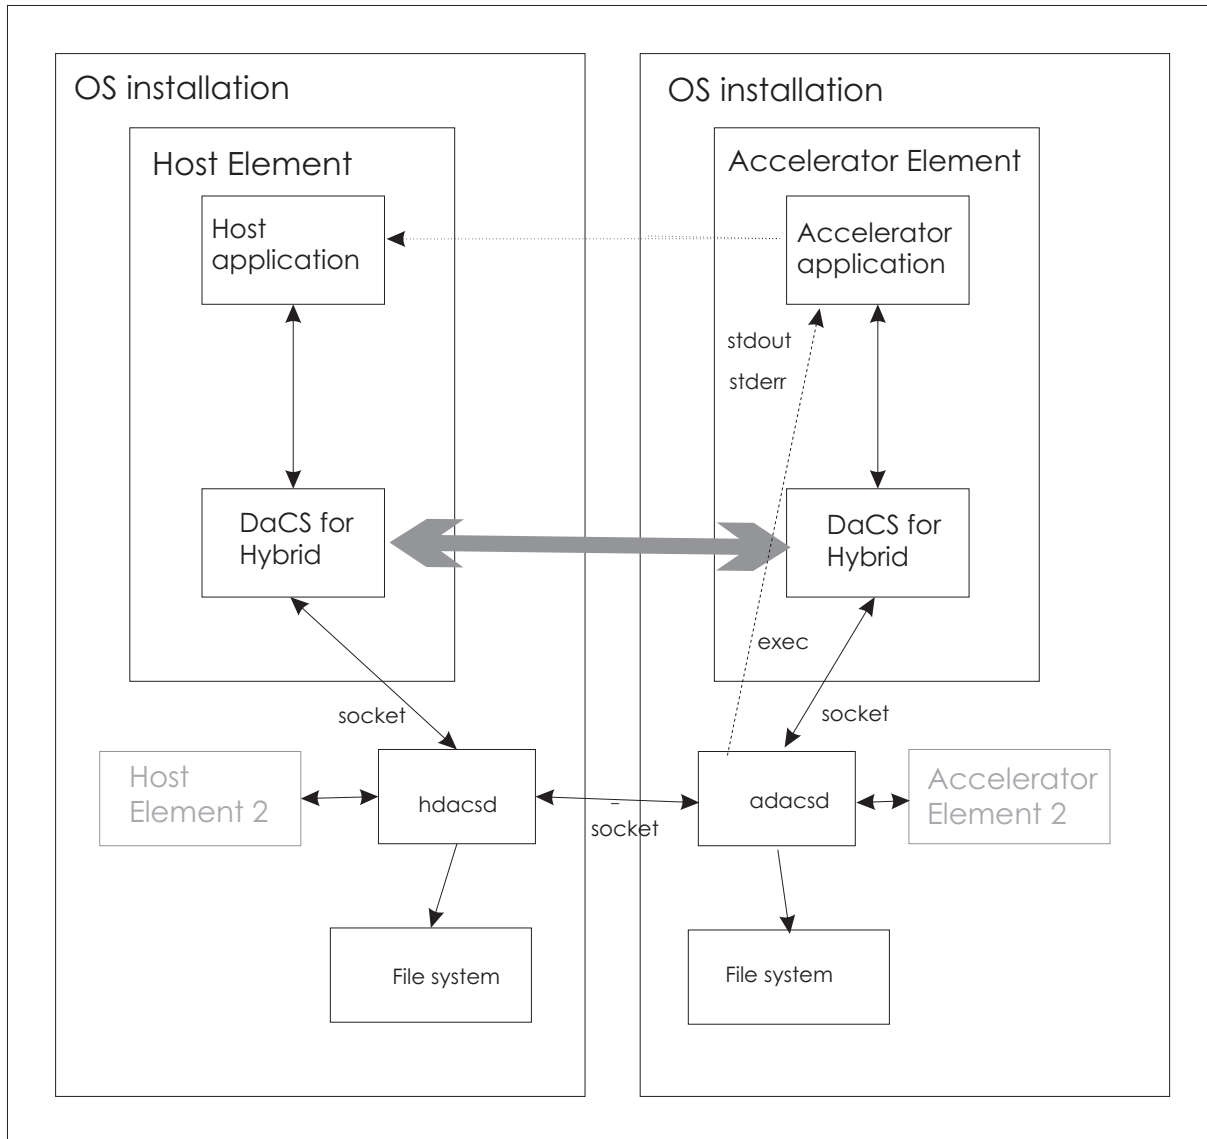 OS installation
Host Element
Host
application
DaCS for
Hybrid
socket
Host
Element 2
hdacsd
socket
File system
OS installation
Accelerator Element
Accelerator
application
stdout
stderr
DaCS for
Hybrid
exec
socket
adacsd
Accelerator
Element 2
File system